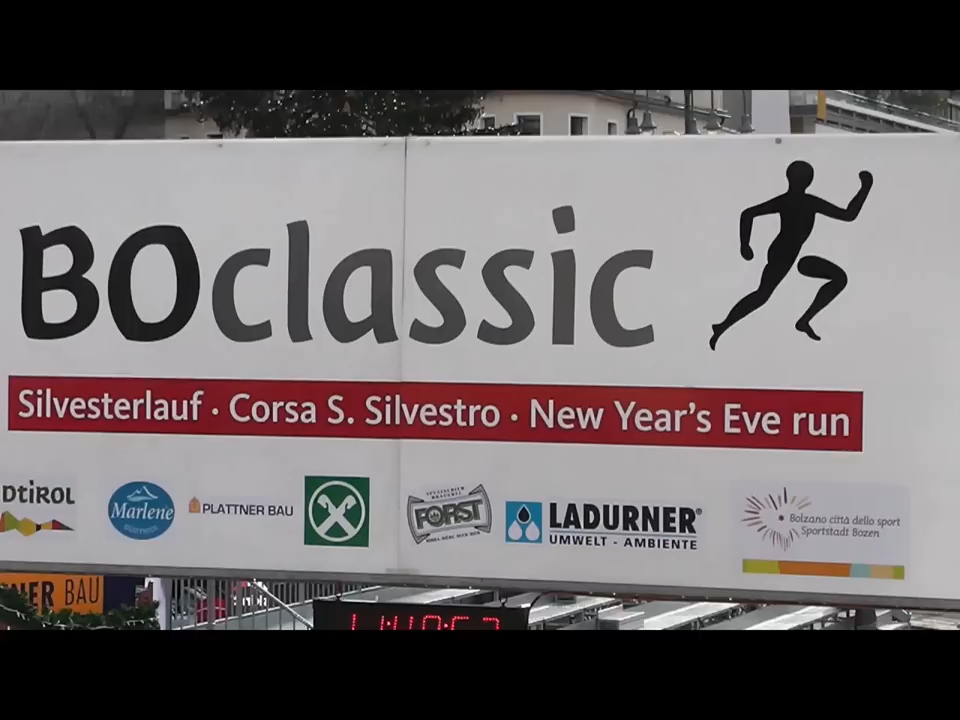 BOclassic
Silvesterlauf · Corsa S. Silvestro · New Year's Eve run
DTIROL
Marlene
PLATTNER BAU
FORST
LADURNER®
UMWELT - AMBIENTE
Bolzano città dello sport
Sportstadt Bozen
NER BAU